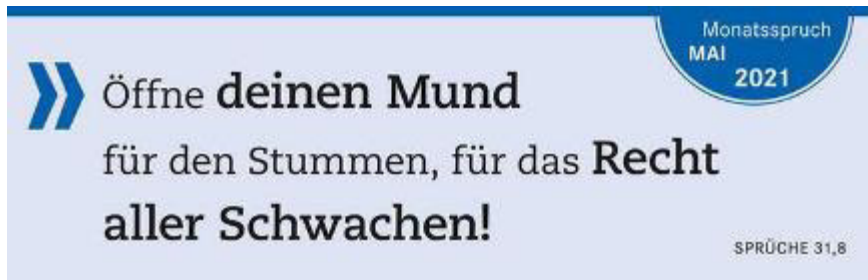 Monatsspruch
MAI
2021
Öffne deinen Mund
für den Stummen, für das Recht
aller Schwachen!
SPRÜCHE 31,8